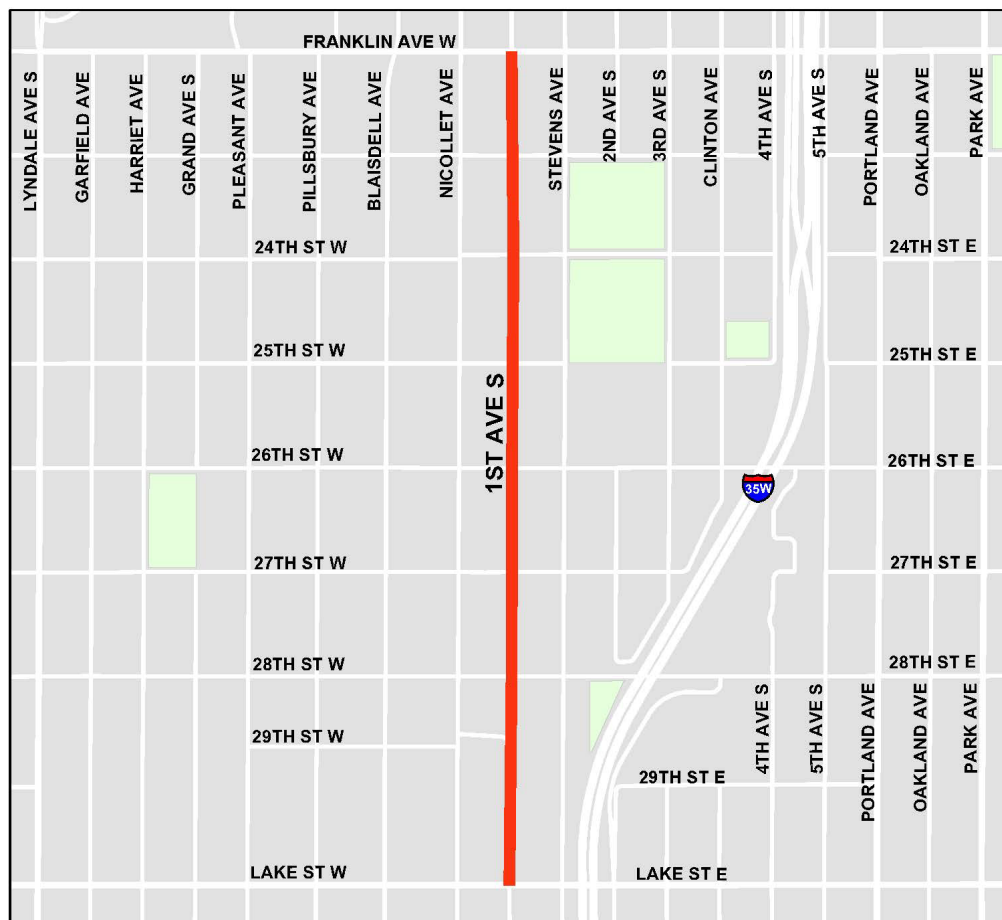 FRANKLIN AVE W
LYNDALE AVE S
GARFIELD AVE
HARRIET AVE
GRAND AVE S
PLEASANT AVE
PILLSBURY AVE
BLAISDELL AVE
NICOLLET AVE
STEVENS AVE
2ND AVE S
3RD AVE S
CLINTON AVE
4TH AVE S
5TH AVE S
PORTLAND AVE
OAKLAND AVE
PARK AVE
24TH ST W
24TH ST E
25TH ST W
25TH ST E
1ST AVE S
26TH ST W
26TH ST E
35W
27TH ST W
27TH ST E
28TH ST W
28TH ST E
4TH AVE S
5TH AVE S
PORTLAND AVE
OAKLAND AVE
PARK AVE
29TH ST W
29TH ST E
LAKE ST W
LAKE ST E